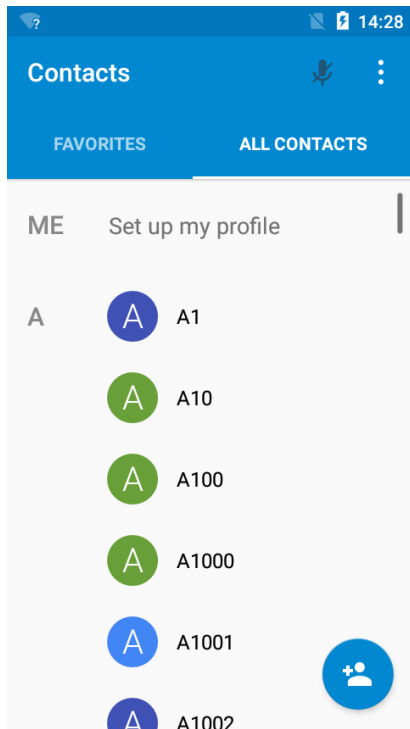 ?
14:28
Contacts
FAVORITES
ALL CONTACTS
ME
Set up my profile
A
A
A1
A
A10
A
A100
A
A1000
A
A1001
A
A1002